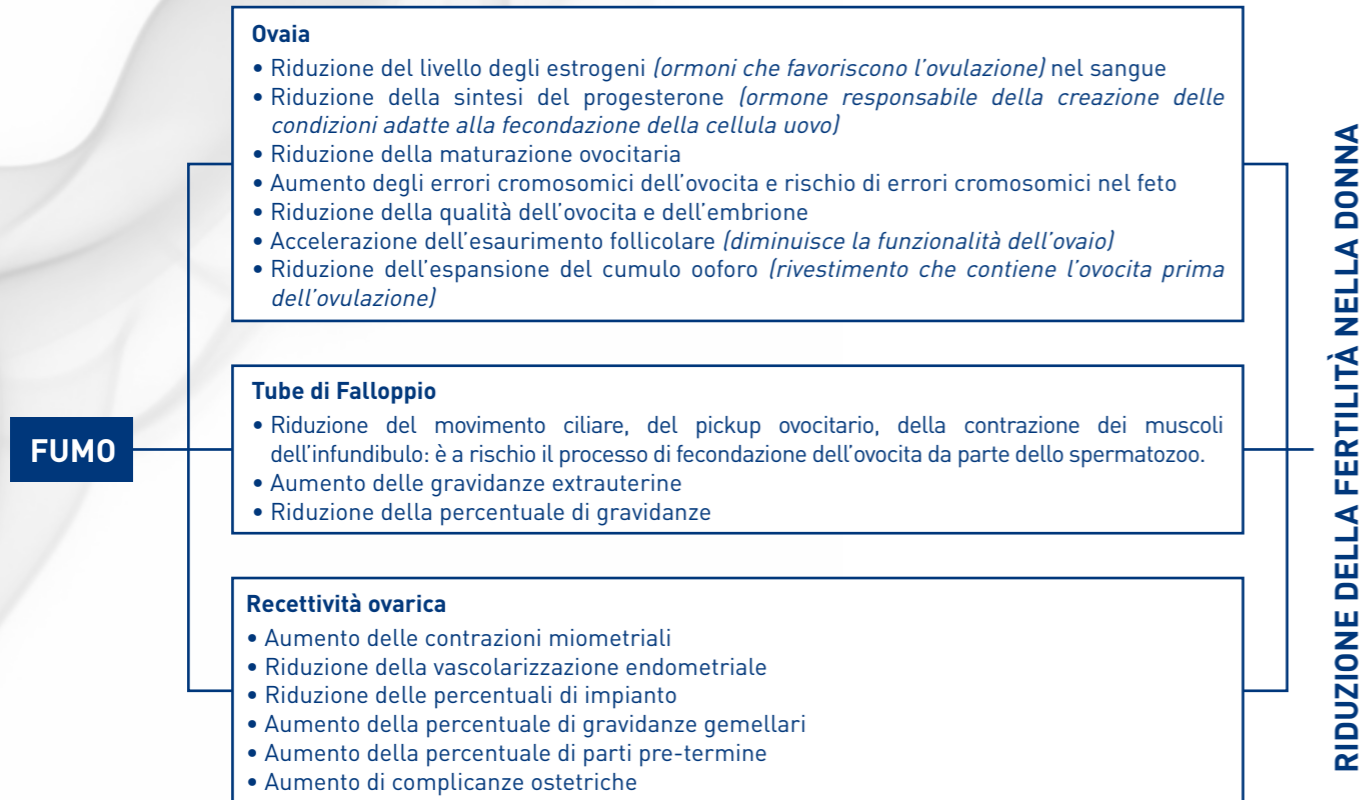 Ovaia
• Riduzione del livello degli estrogeni (ormoni che favoriscono l’ovulazione) nel sangue
• Riduzione della sintesi del progesterone (ormone responsabile della creazione delle
condizioni adatte alla fecondazione della cellula uovo)
• Riduzione della maturazione ovocitaria
• Aumento degli errori cromosomici dell’ovocita e rischio di errori cromosomici nel feto
• Riduzione della qualità dell’ovocita e dell’embrione
• Accelerazione dell’esaurimento follicolare (diminuisce la funzionalità dell’ovaio)
• Riduzione dell’espansione del cumulo ooforo (rivestimento che contiene l’ovocita prima
dell’ovulazione)
FUMO
Tube di Falloppio
• Riduzione del movimento ciliare, del pickup ovocitario, della contrazione dei muscoli
dell’infundibulo: è a rischio il processo di fecondazione dell’ovocita da parte dello spermatozoo.
• Aumento delle gravidanze extrauterine
• Riduzione della percentuale di gravidanze
Recettività ovarica
• Aumento delle contrazioni miometriali
• Riduzione della vascolarizzazione endometriale
• Riduzione delle percentuali di impianto
• Aumento della percentuale di gravidanze gemellari
• Aumento della percentuale di parti pre-termine
• Aumento di complicanze ostetriche
RIDUZIONE DELLA FERTILITÀ NELLA DONNA